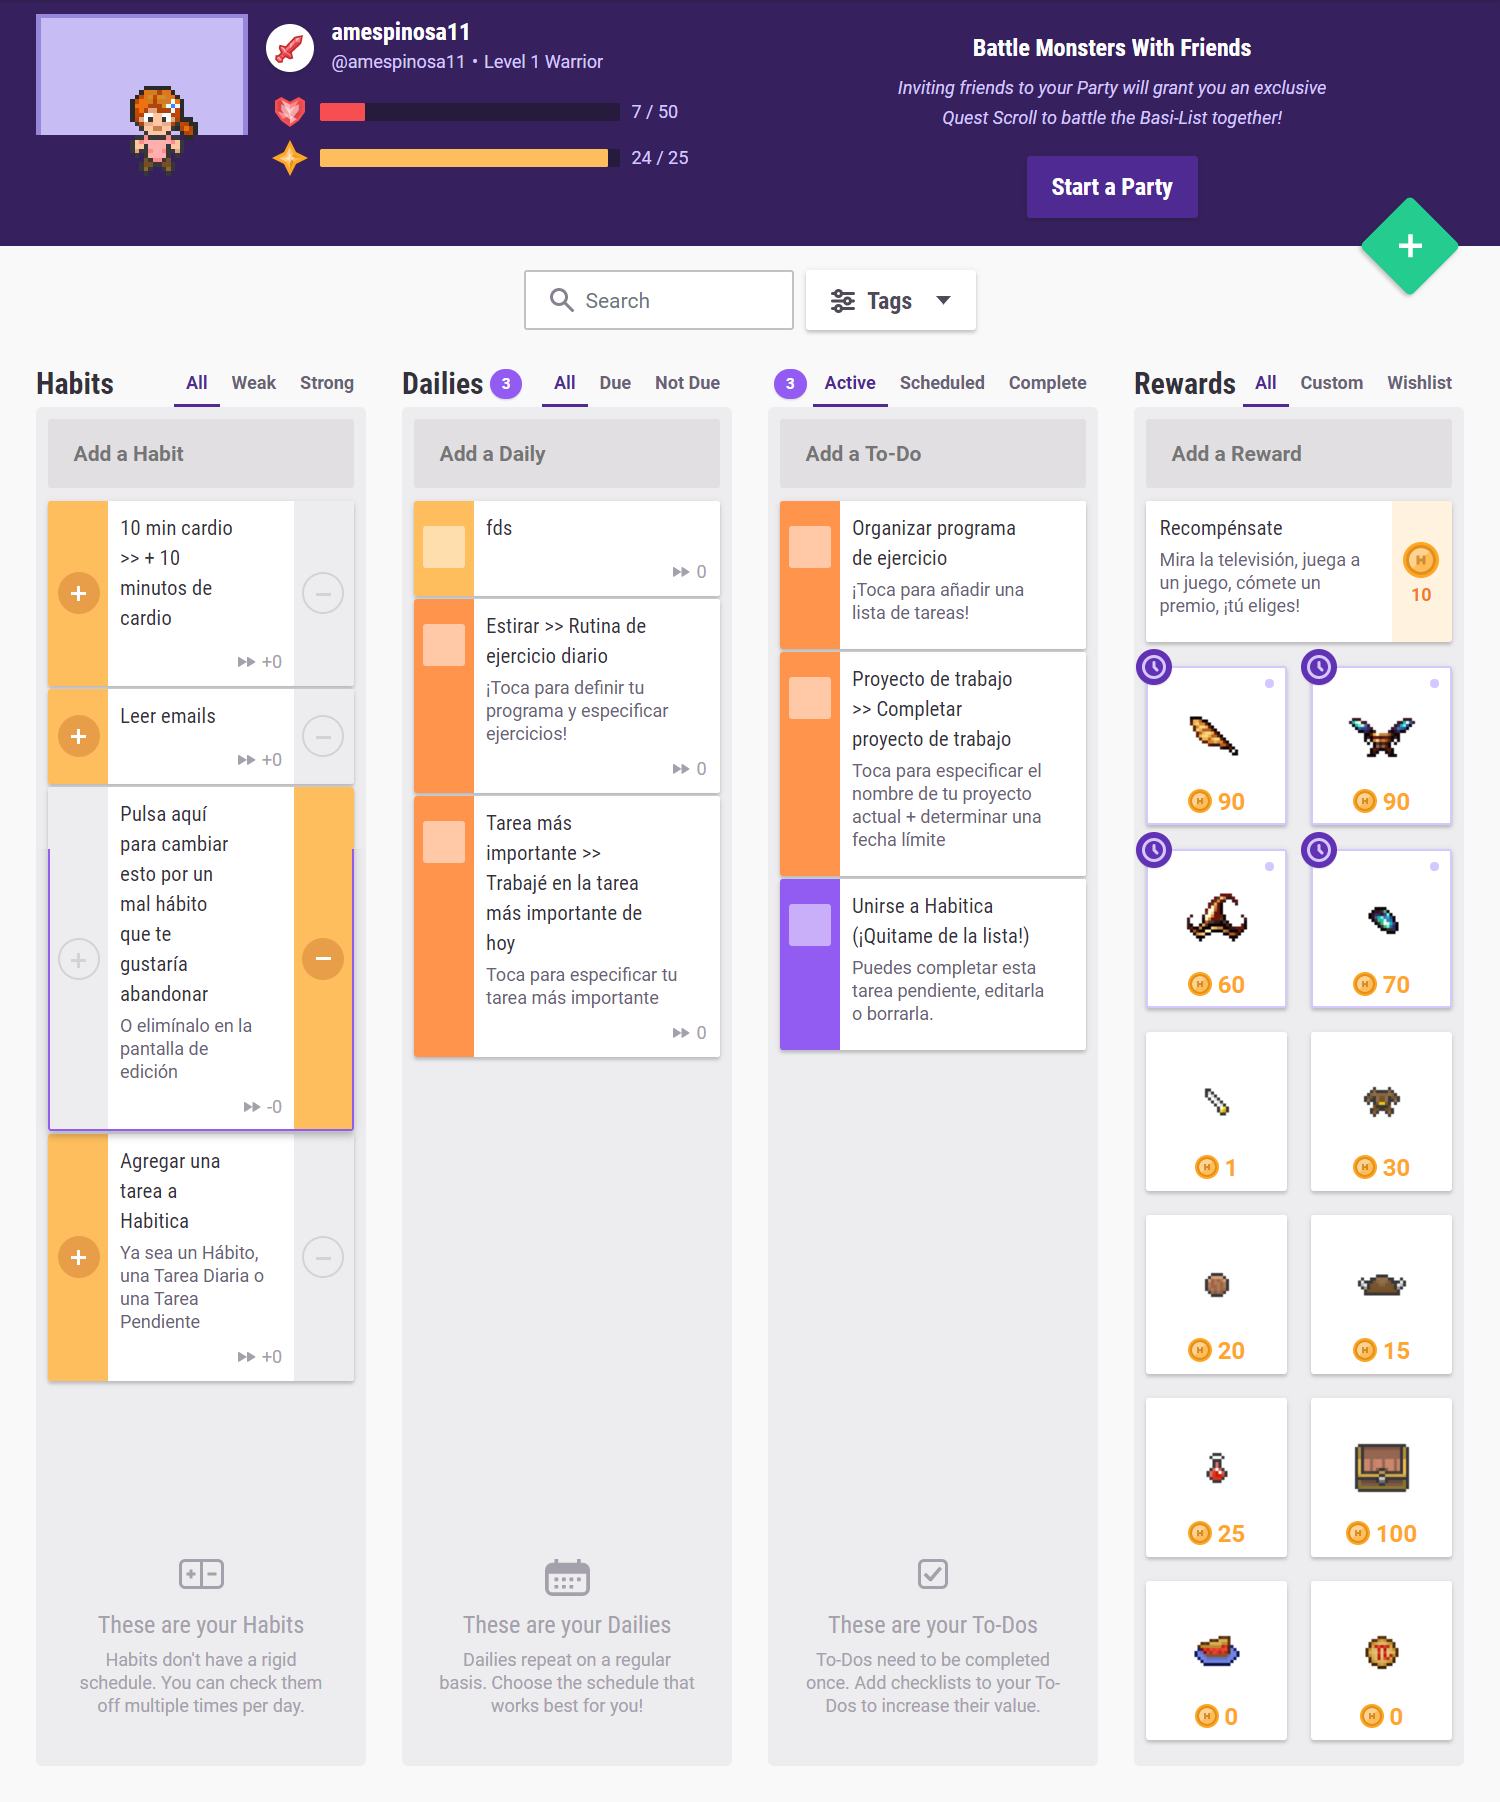 amespinosa11
@amespinosa11 • Level 1 Warrior
7 / 50
24 / 25
Battle Monsters With Friends
Inviting friends to your Party will grant you an exclusive
Quest Scroll to battle the Basi-List together!
Start a Party
Search
Tags
Habits
All Weak Strong
Add a Habit
10 min cardio
>> + 10
minutos de
cardio
+0
Leer emails
+0
Pulsa aquí
para cambiar
esto por un
mal hábito
que te
gustaría
abandonar
O elimínalo en la
pantalla de
edición
-0
Agregar una
tarea a
Habitica
Ya sea un Hábito,
una Tarea Diaria o
una Tarea
Pendiente
+0
These are your Habits
Habits don't have a rigid
schedule. You can check them
off multiple times per day.
Dailies 3 All Due Not Due
Add a Daily
fds
0
Estirar >> Rutina de
ejercicio diario
¡Toca para definir tu
programa y especificar
ejercicios!
0
Tarea más
importante >>
Trabajé en la tarea
más importante de
hoy
Toca para especificar tu
tarea más importante
0
These are your Dailies
Dailies repeat on a regular
basis. Choose the schedule that
works best for you!
3 Active Scheduled Complete
Add a To-Do
Organizar programa
de ejercicio
¡Toca para añadir una
lista de tareas!
Proyecto de trabajo
>> Completar
proyecto de trabajo
Toca para especificar el
nombre de tu proyecto
actual + determinar una
fecha límite
Unirse a Habitica
(¡Quitame de la lista!)
Puedes completar esta
tarea pendiente, editarla
o borrarla.
These are your To-Dos
To-Dos need to be completed
once. Add checklists to your To-
Dos to increase their value.
Rewards All Custom Wishlist
Add a Reward
Recompénsate
Mira la televisión, juega a
un juego, cómete un
premio, ¡tú eliges!
10
90 90
60 70
1 30
20 15
25 100
0 0